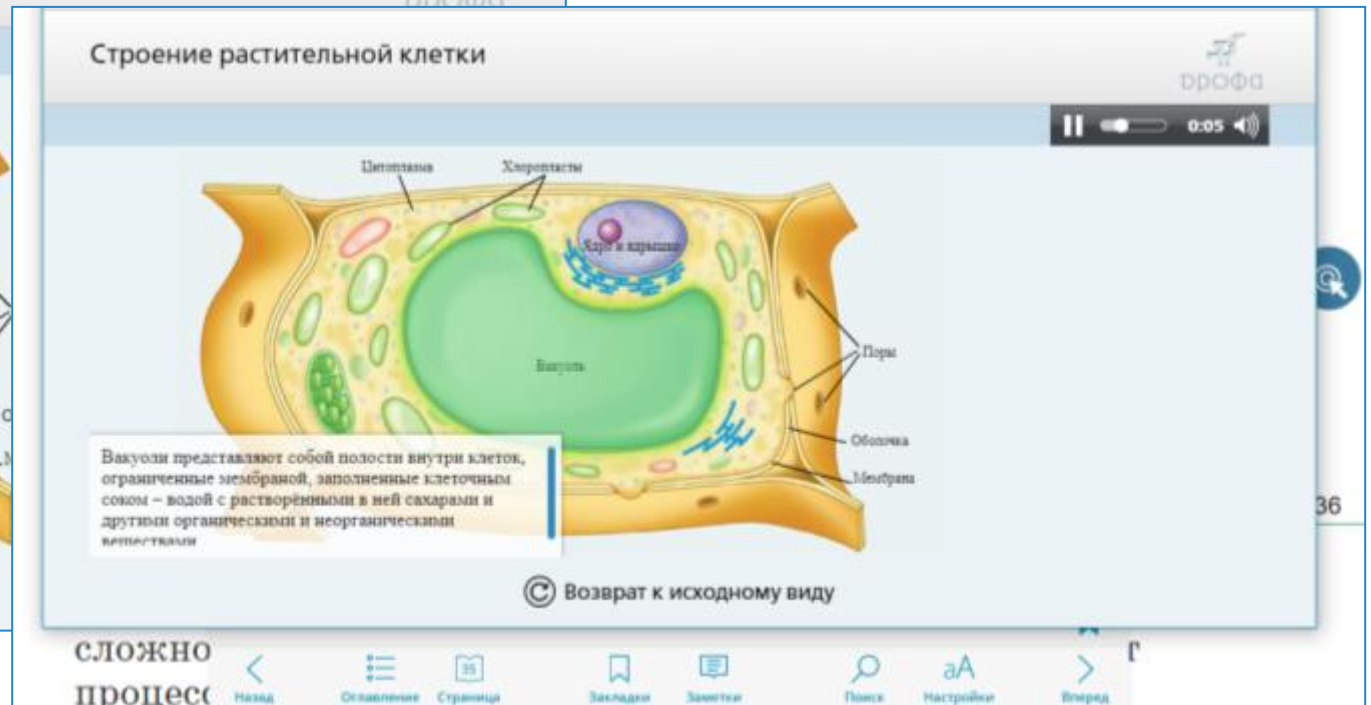 Строение растительной клетки
дрофа
0:05
Цитоплазма
Хлоропласты
Ядро и ядрышко
Вакуоль
Поры
Оболочка
Мембрана
Вакуоли представляют собой полости внутри клеток,
ограниченные мембраной, заполненные клеточным
соком – водой с растворёнными в ней сахарами и
другими органическими и неорганическими
веществами
Возврат к исходному виду
36
сложно
процесс
Назад
Оглавление
35
Страница
Закладки
Заметки
Поиск
аА
Настройки
Вперед